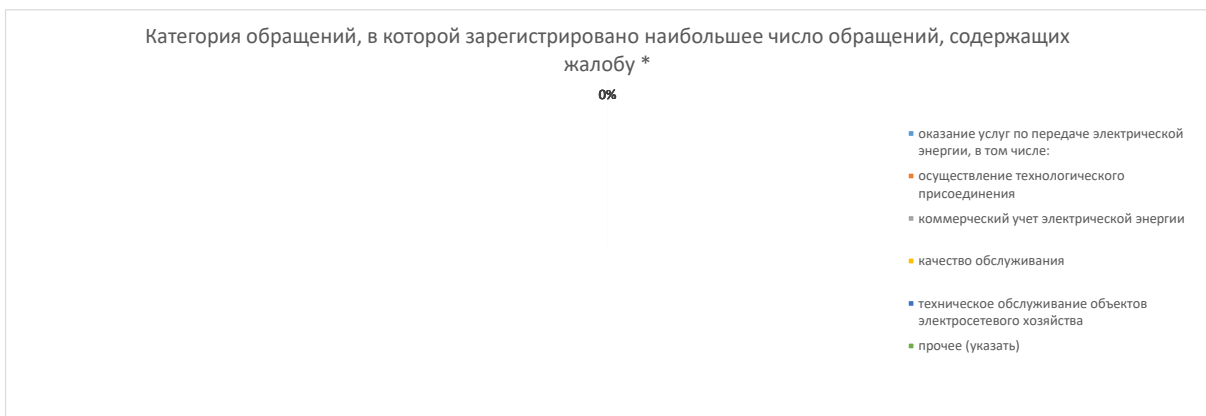 Категория обращений, в которой зарегистрировано наибольшее число обращений, содержащих
жалобу *
0%
оказание услуг по передаче электрической
энергии, в том числе:
осуществление технологического
присоединения
коммерческий учет электрической энергии
качество обслуживания
техническое обслуживание объектов
электросетевого хозяйства
прочее (указать)